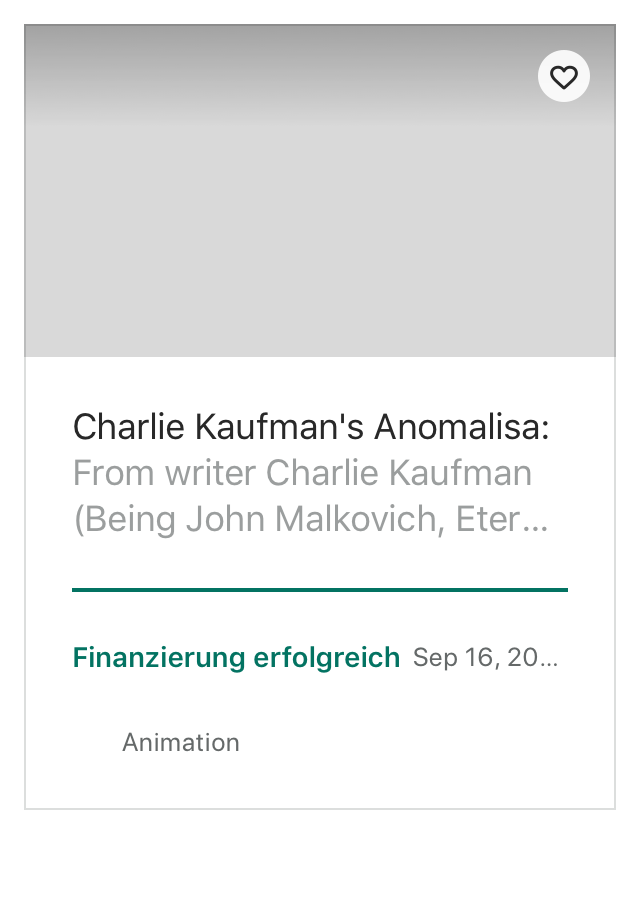 Charlie Kaufman's Anomalisa:
From writer Charlie Kaufman
(Being John Malkovich, Eter…
Finanzierung erfolgreich Sep 16, 20…
Animation